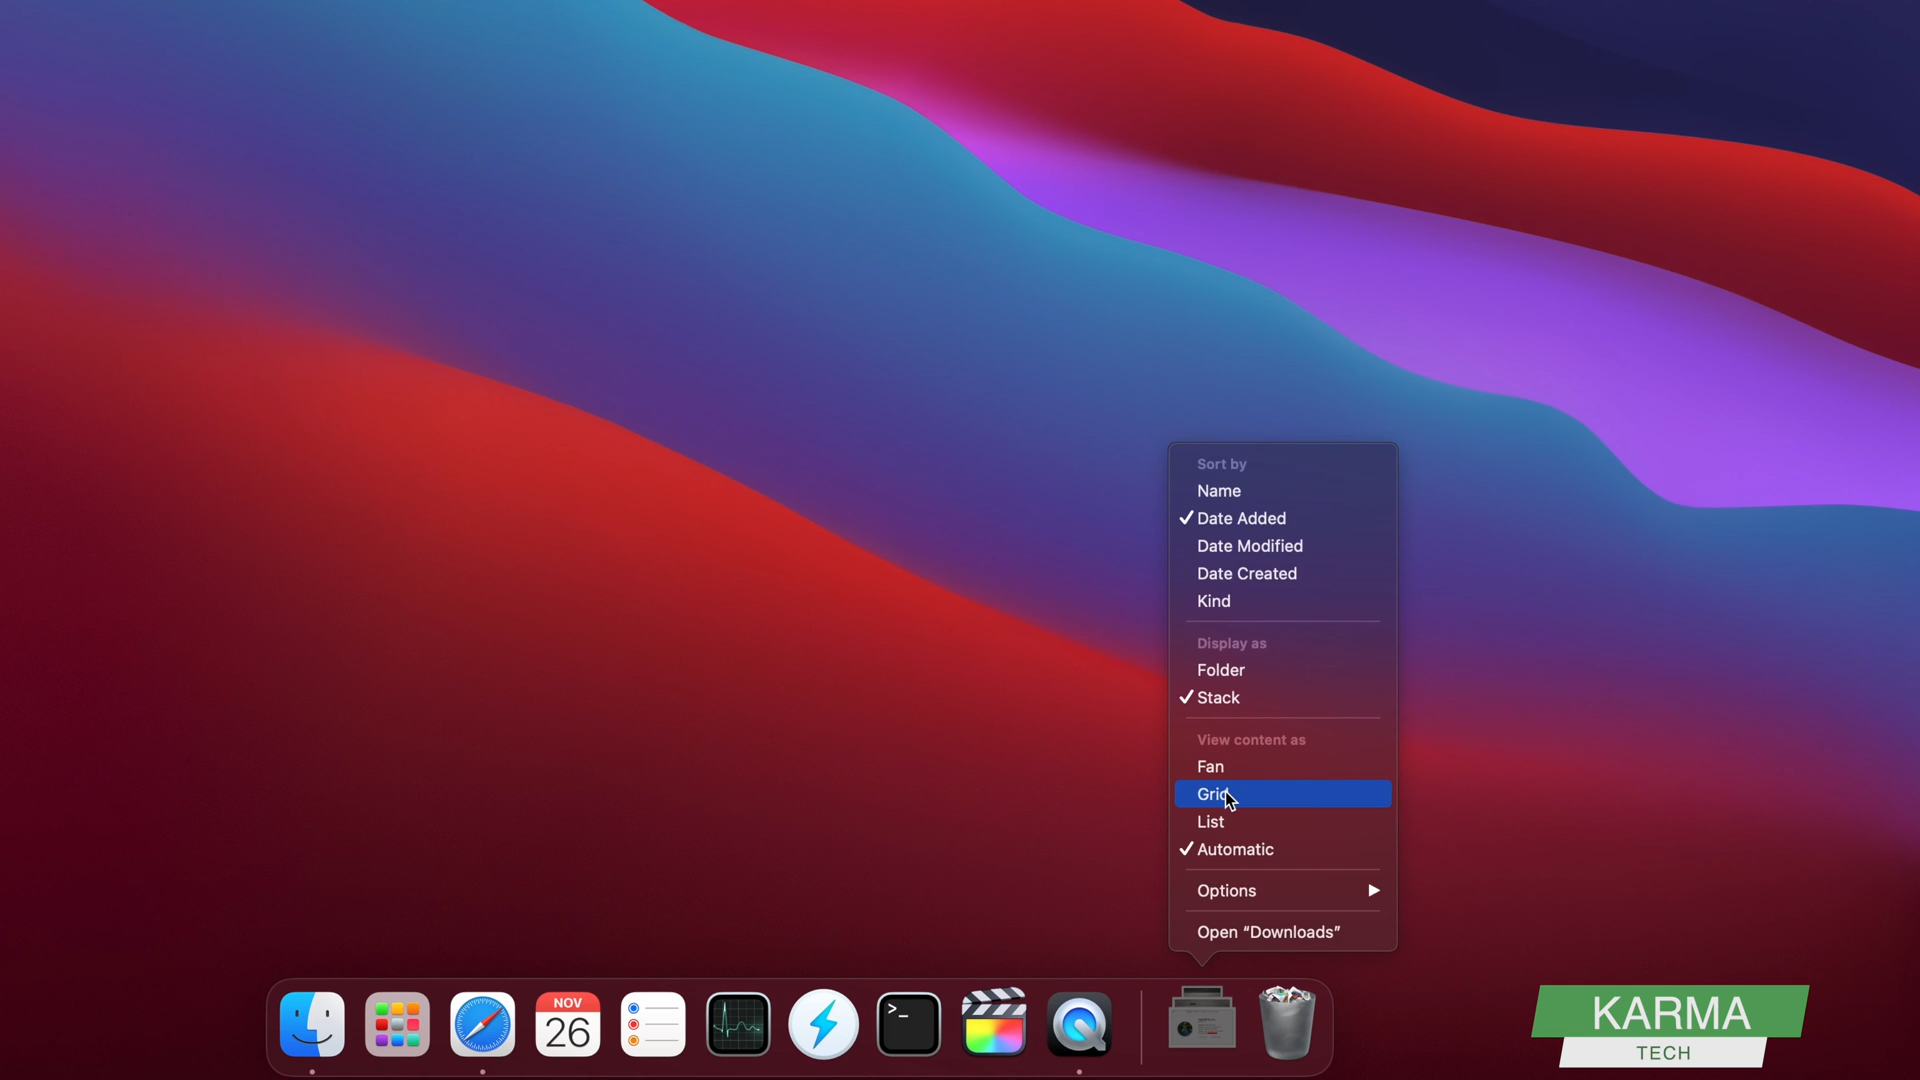 Sort by
Name
✓ Date Added
Date Modified
Date Created
Kind
Display as
Folder
✓ Stack
View content as
Fan
Grid
List
✓ Automatic
Options
Open “Downloads”
NOV
26
>_
KARMA
TECH